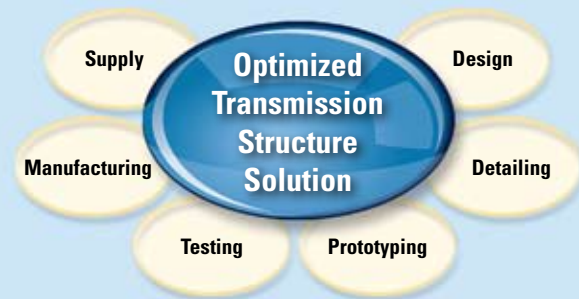 Supply
Optimized
Transmission
Structure
Solution
Design
Manufacturing
Detailing
Testing
Prototyping